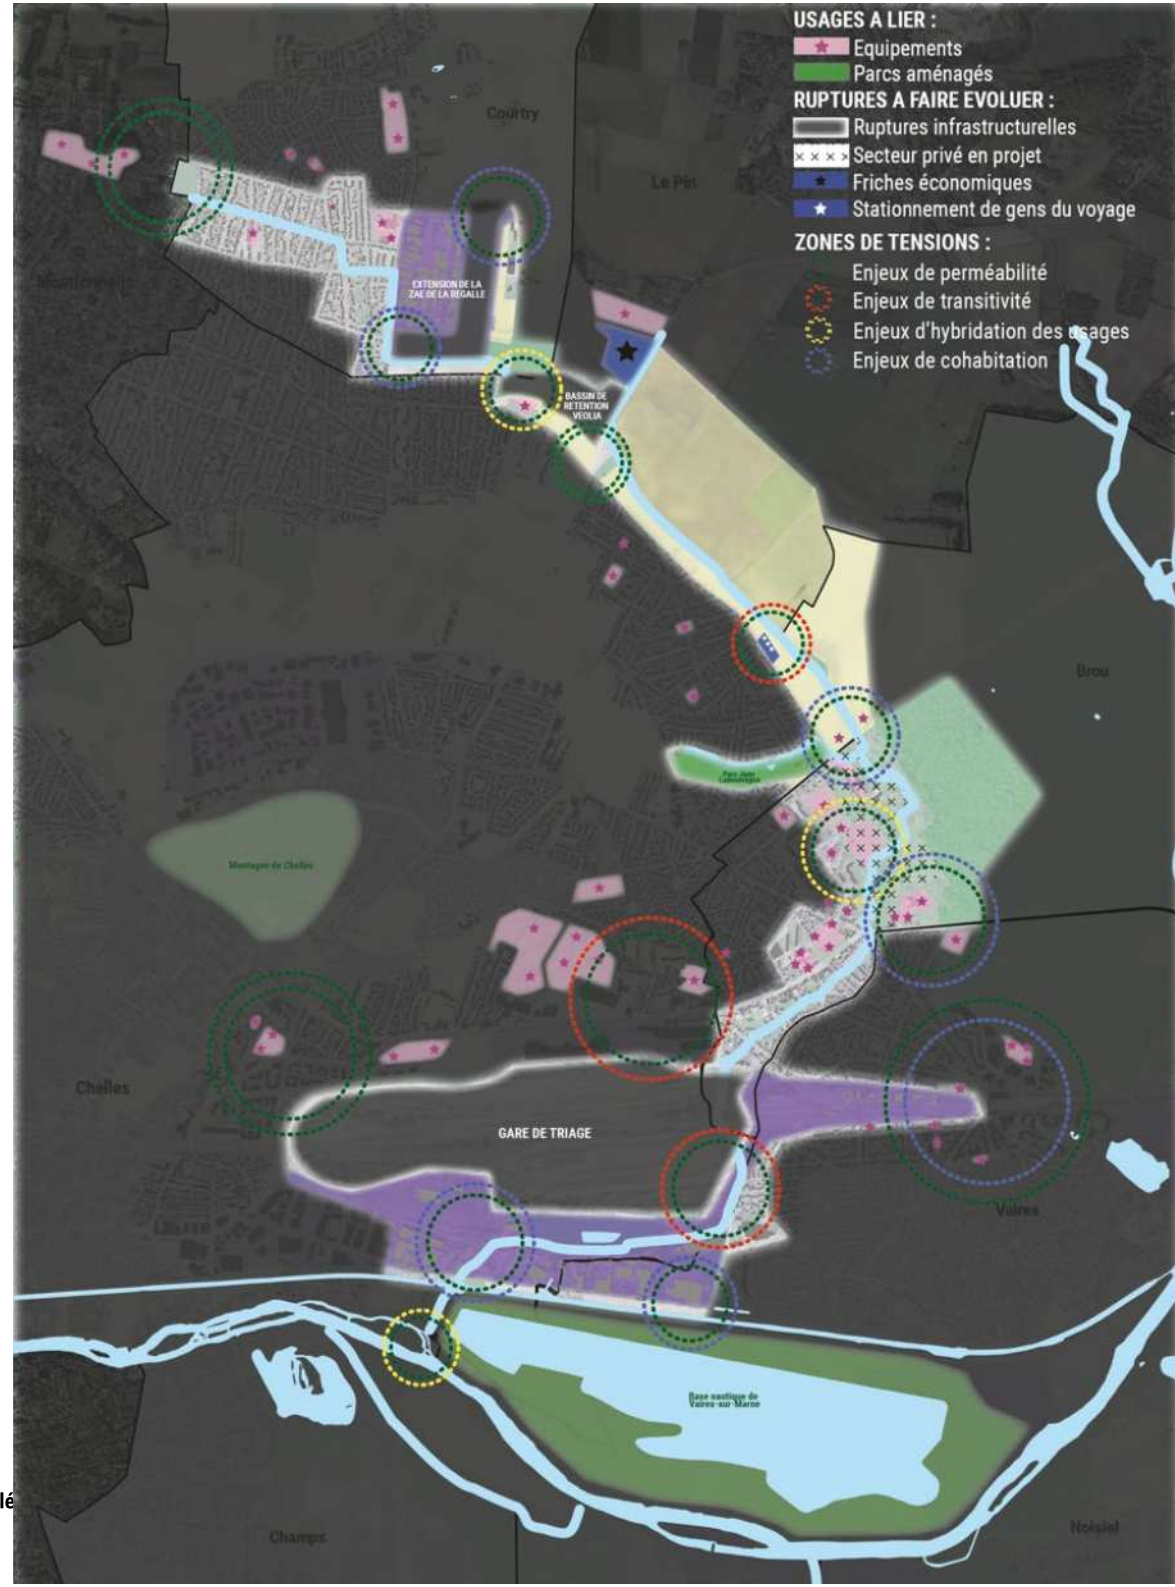 USAGES A LIER :
Equipements
Parcs aménagés
RUPTURES A FAIRE EVOLUER :
Ruptures infrastructurelles
Secteur privé en projet
Friches économiques
Stationnement de gens du voyage
ZONES DE TENSIONS :
Enjeux de perméabilité
Enjeux de transitivité
Enjeux d'hybridation des usages
Enjeux de cohabitation
Courtry
Le Pin
EXTENSION DE LA
ZAE DE LA REGALLE
BASSIN DE
RETENTION
VEOLIA
Brou
Montagne de Chelles
Chelles
GARE DE TRIAGE
Vaires
Base nautique de
Vaires-sur-Marne
lé
Champs
Noisiel